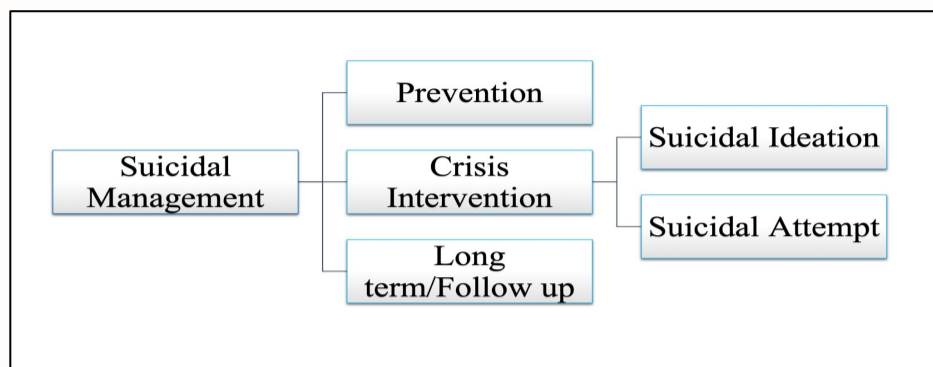 Suicidal
Management
Prevention
Crisis
Intervention
Long
term/Follow up
Suicidal Ideation
Suicidal Attempt